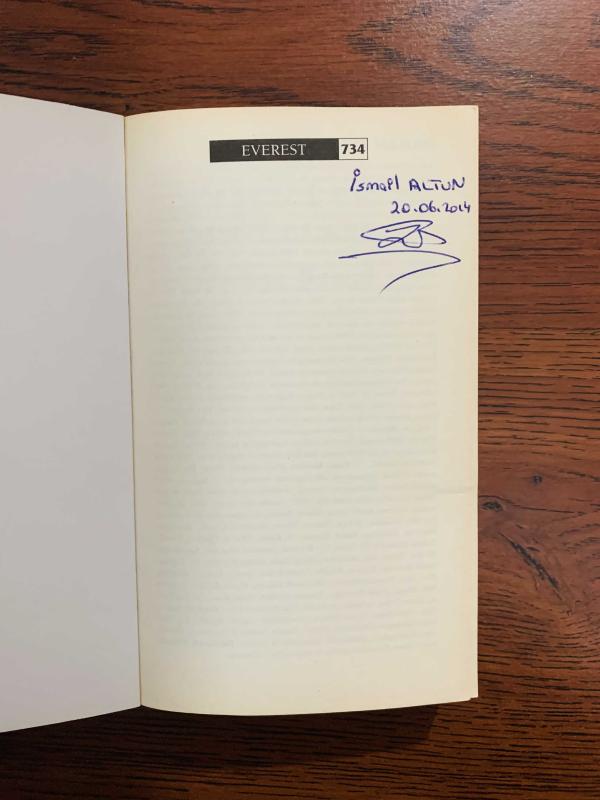 EVEREST 734
İsmail ALTUN
20.06.2014